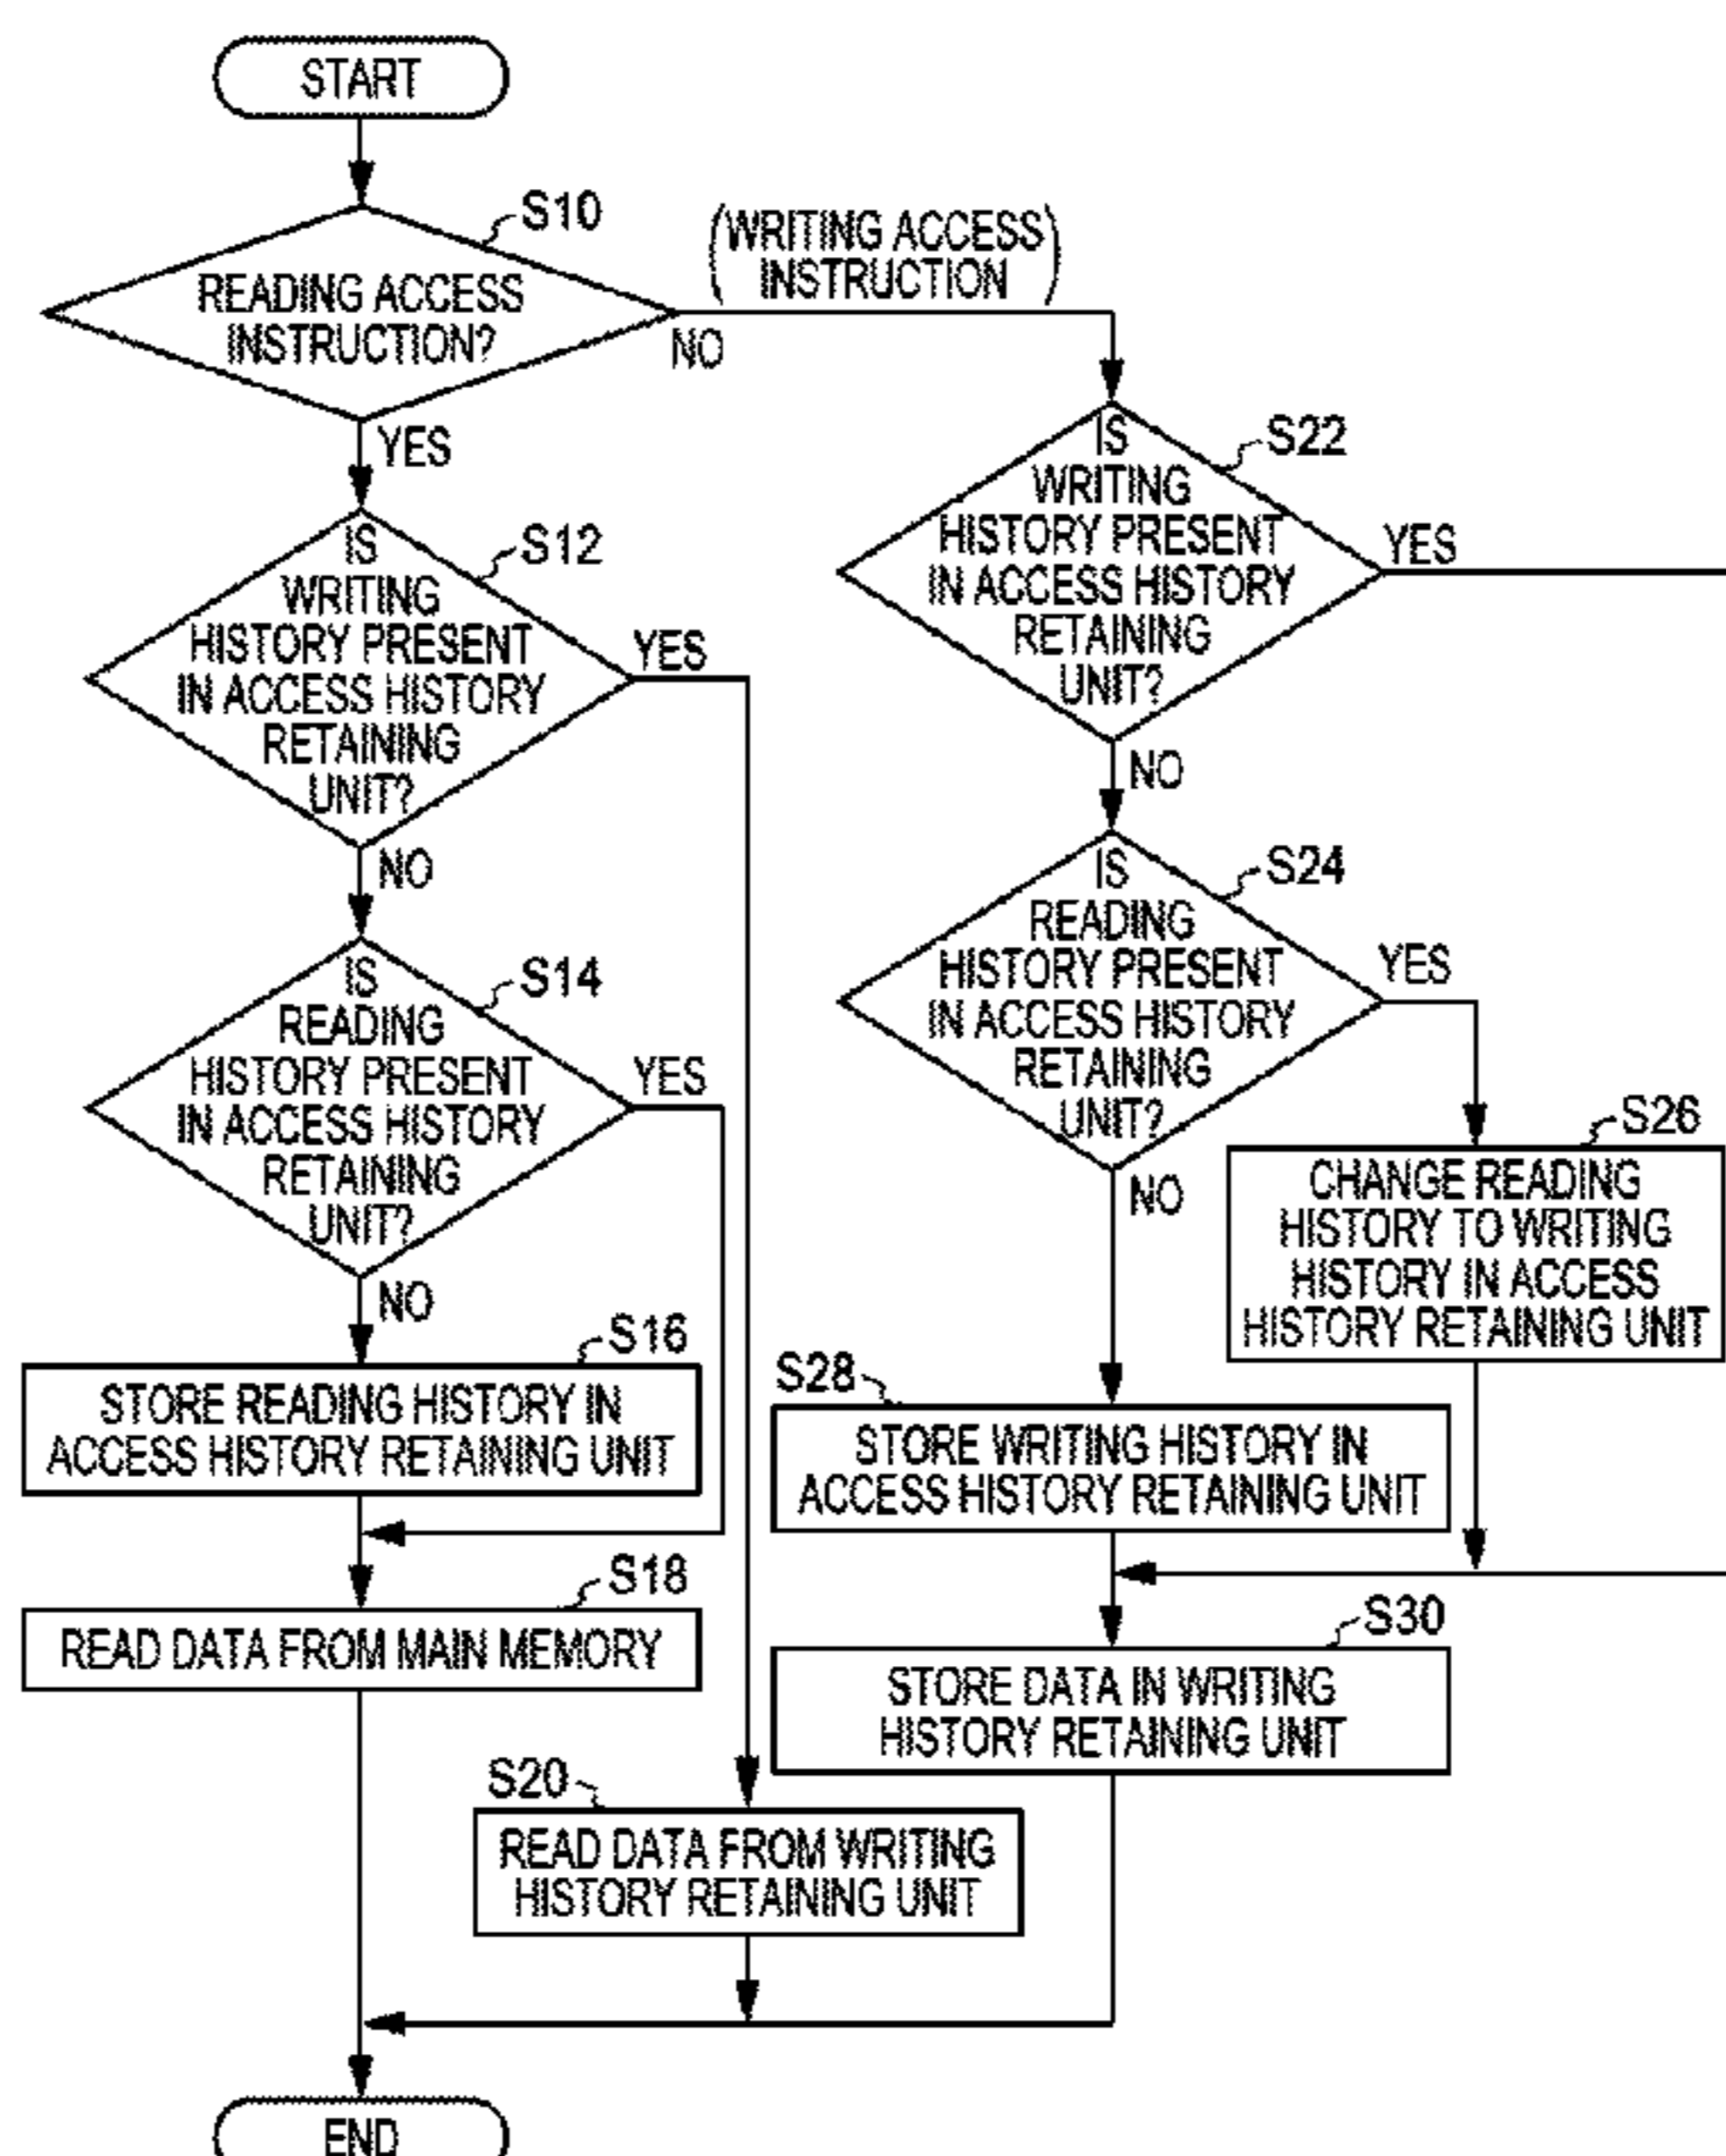 START
S10
READING ACCESS
INSTRUCTION?
(WRITING ACCESS
INSTRUCTION)
NO
YES
S12
IS
WRITING
HISTORY PRESENT
IN ACCESS HISTORY
RETAINING
UNIT?
YES
NO
S14
IS
READING
HISTORY PRESENT
IN ACCESS HISTORY
RETAINING
UNIT?
YES
NO
S16
STORE READING HISTORY IN
ACCESS HISTORY RETAINING UNIT
S18
READ DATA FROM MAIN MEMORY
S20
READ DATA FROM WRITING
HISTORY RETAINING UNIT
S22
IS
WRITING
HISTORY PRESENT
IN ACCESS HISTORY
RETAINING
UNIT?
YES
NO
S24
IS
READING
HISTORY PRESENT
IN ACCESS HISTORY
RETAINING
UNIT?
YES
NO
S26
CHANGE READING
HISTORY TO WRITING
HISTORY IN ACCESS
HISTORY RETAINING UNIT
S28
STORE WRITING HISTORY IN
ACCESS HISTORY RETAINING UNIT
S30
STORE DATA IN WRITING
HISTORY RETAINING UNIT
END